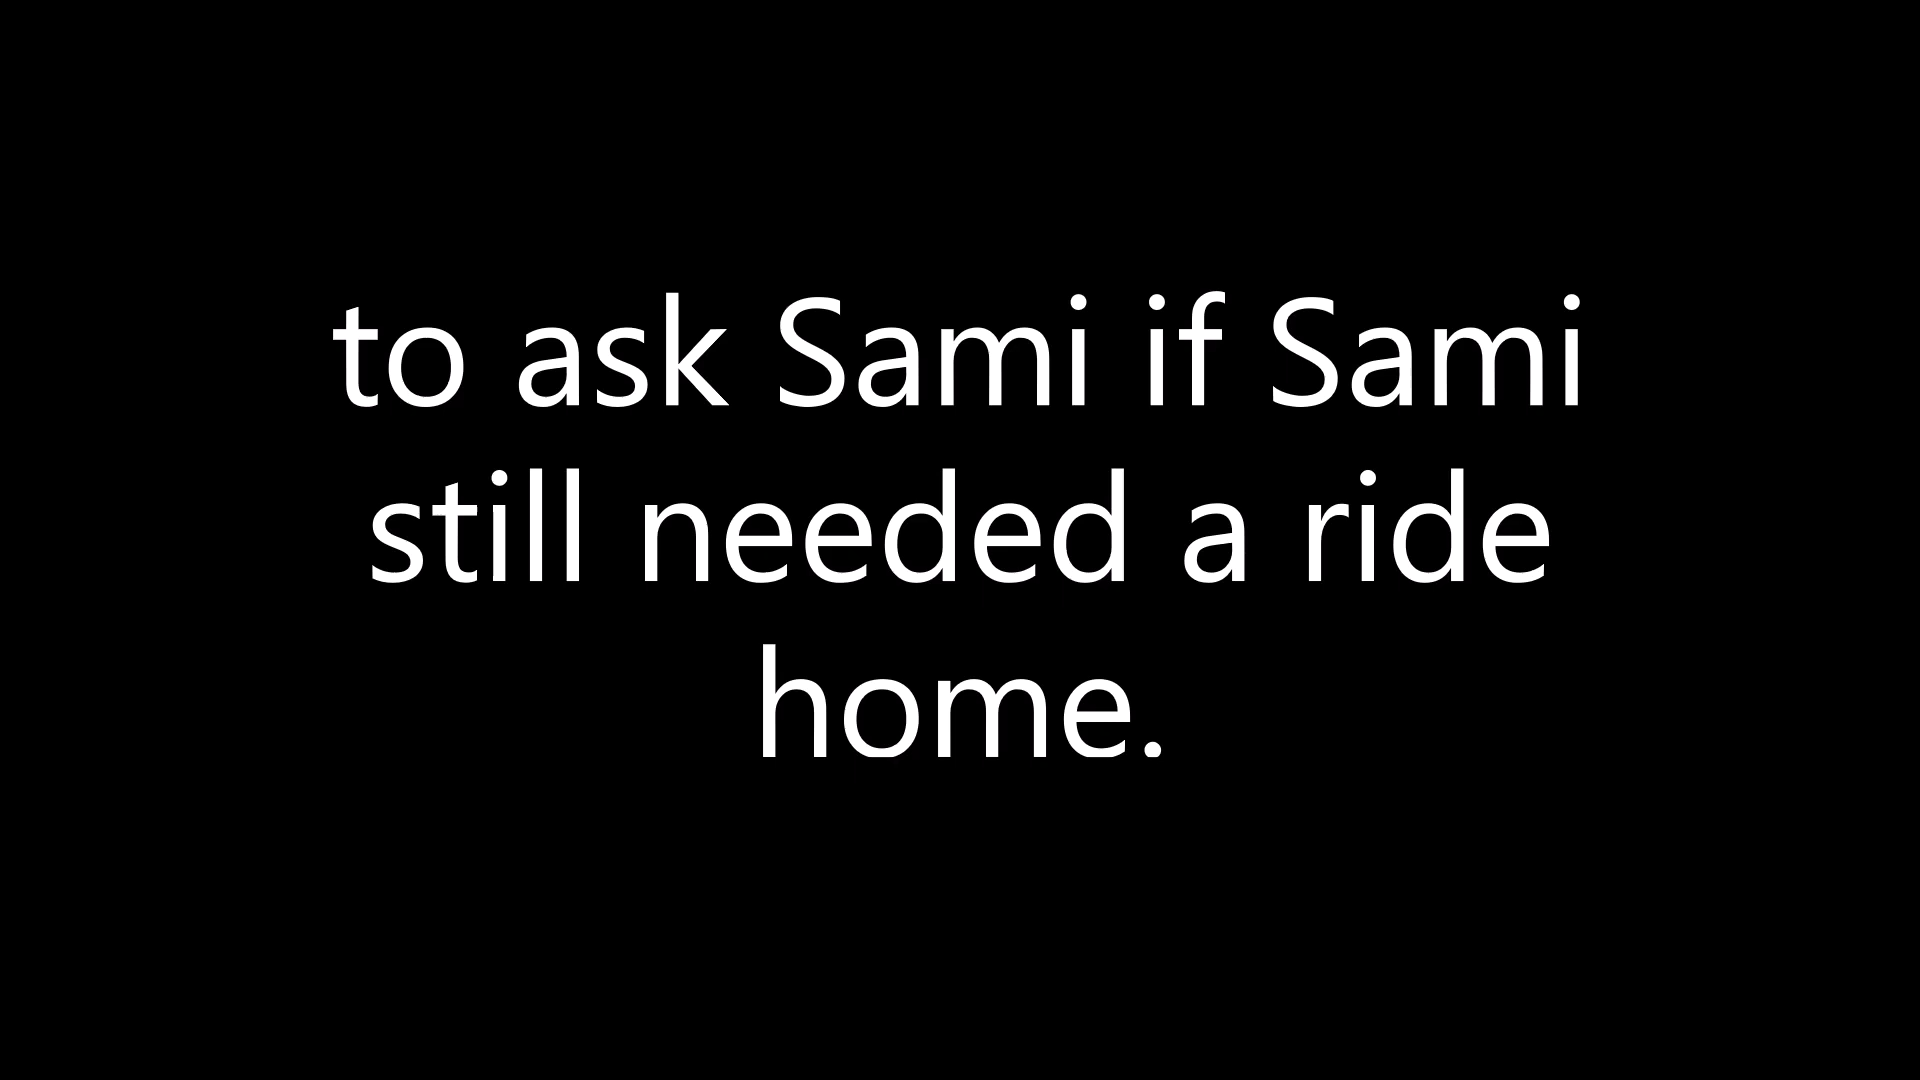 to ask Sami if Sami
still needed a ride
home.